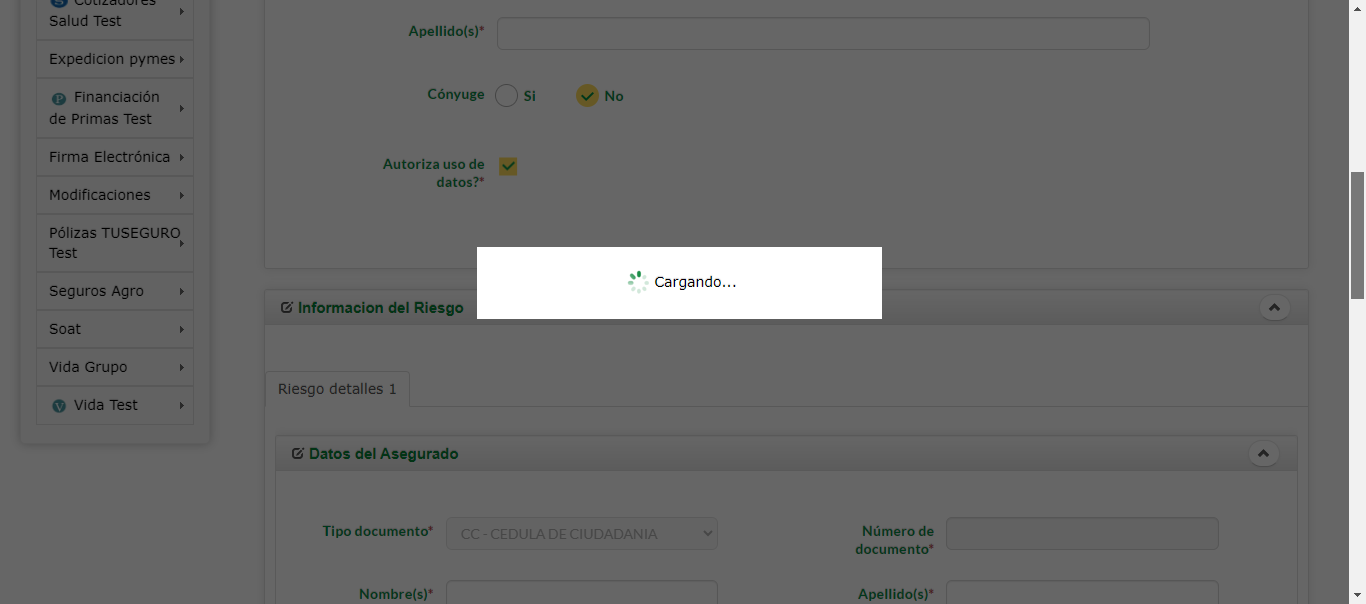 Cotizadores
Salud Test
Expedicion pymes
Financiación
de Primas Test
Firma Electrónica
Modificaciones
Pólizas TUSEGURO
Test
Seguros Agro
Soat
Vida Grupo
Vida Test
Apellido(s)*
Cónyuge
Si
No
Autoriza uso de
datos?*
Cargando...
Informacion del Riesgo
Riesgo detalles 1
Datos del Asegurado
Tipo documento*
CC - CEDULA DE CIUDADANIA
Número de
documento*
Nombre(s)*
Apellido(s)*